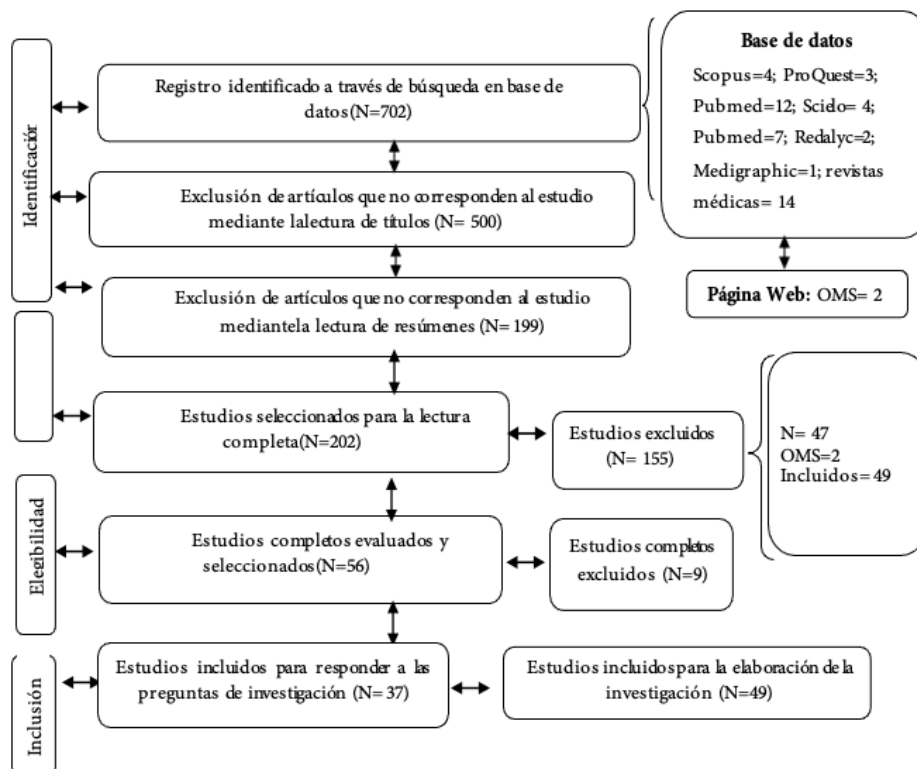 Identificación
Registro identificado a través de búsqueda en base de
datos(N=702)
Base de datos
Scopus=4; ProQuest=3;
Pubmed=12; Scielo= 4;
Pubmed=7; Redalyc=2;
Medigraphic=1; revistas
médicas= 14
Exclusión de artículos que no corresponden al estudio
mediante lalectura de títulos (N= 500)
Página Web: OMS= 2
Exclusión de artículos que no corresponden al estudio
mediantela lectura de resúmenes (N= 199)
Estudios seleccionados para la lectura
completa(N=202)
Estudios excluidos
(N= 155)
N= 47
OMS=2
Incluidos=49
Elegibilidad
Estudios completos evaluados y
seleccionados(N=56)
Estudios completos
excluidos (N=9)
Inclusión
Estudios incluidos para responder a las
preguntas de investigación (N= 37)
Estudios incluidos para la elaboración de la
investigación (N=49)